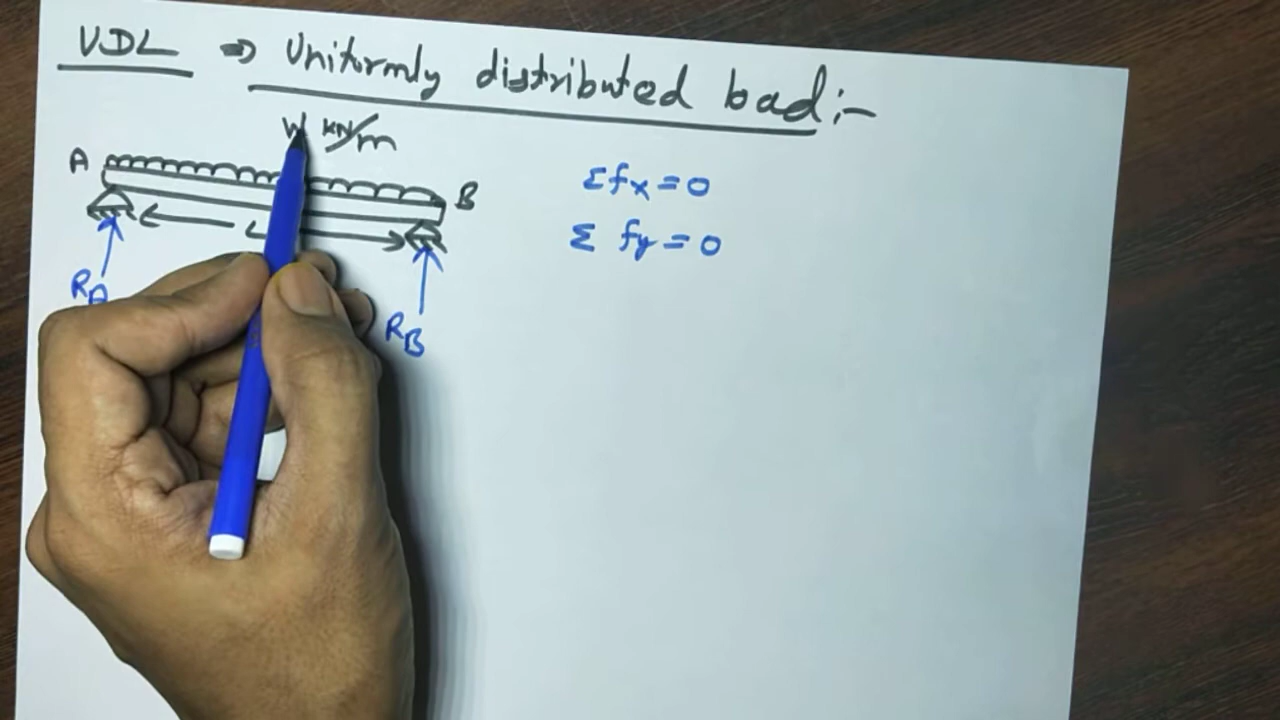 UDL ⇒ Uniformly distributed load :-
W kN/m
A
B
Σfx = 0
Σ fy = 0
L
RA
RB